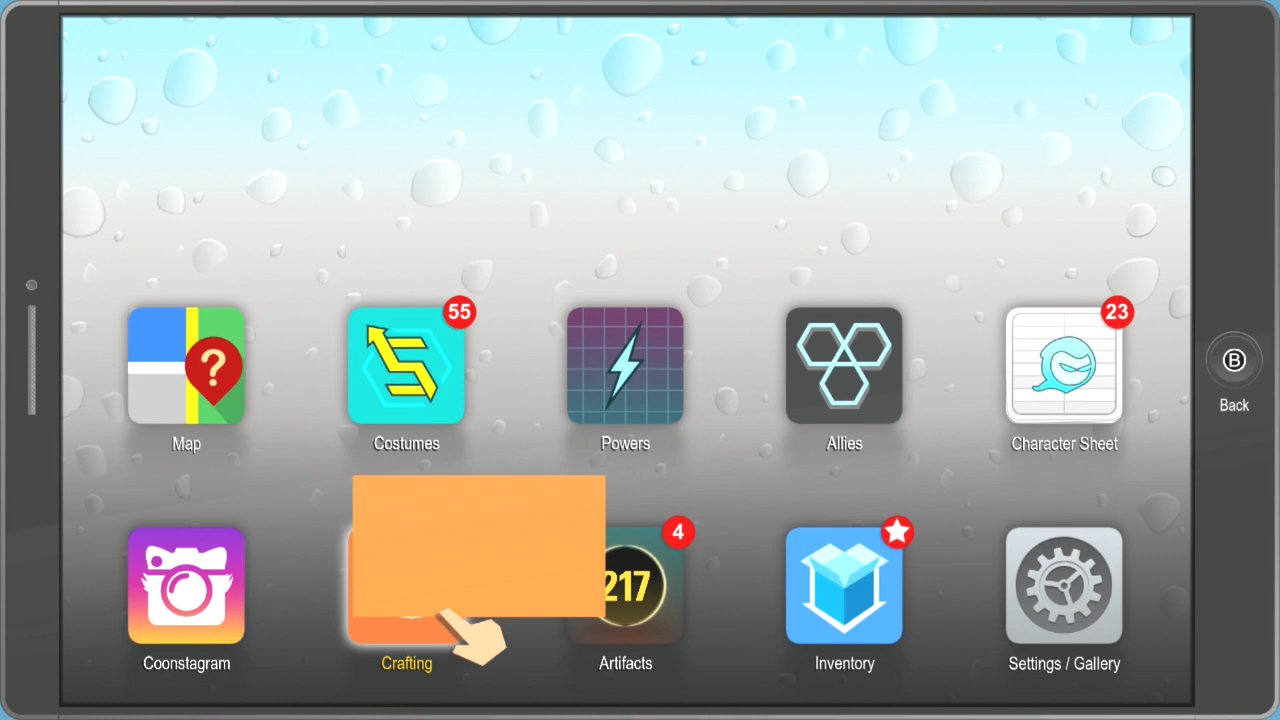 55
23
?
Map
Costumes
Powers
Allies
Character Sheet
B
Back
4
217
Coonstagram
Crafting
Artifacts
Inventory
Settings / Gallery